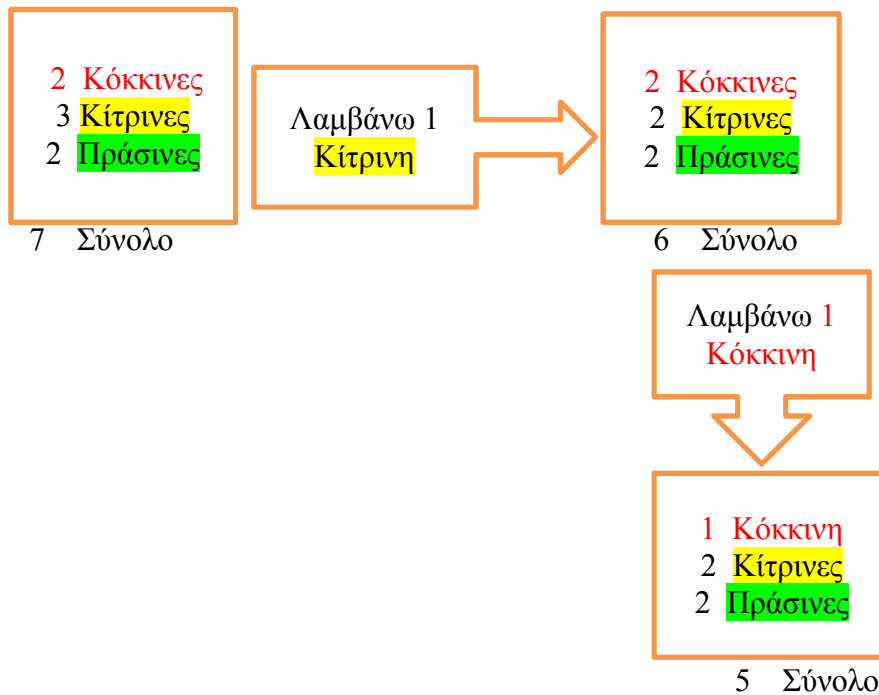 2 Κόκκινες
3 Κίτρινες
2 Πράσινες
7 Σύνολο
Λαμβάνω 1
Κίτρινη
2 Κόκκινες
2 Κίτρινες
2 Πράσινες
6 Σύνολο
Λαμβάνω 1
Κόκκινη
1 Κόκκινη
2 Κίτρινες
2 Πράσινες
5 Σύνολο